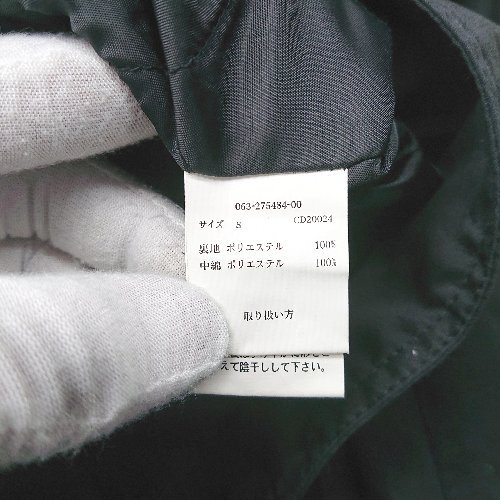 063-275484-00
サイズ S CD20024
裏地 ポリエステル 100%
中綿 ポリエステル 100%
取り扱い方
えて陰干しして下さい。